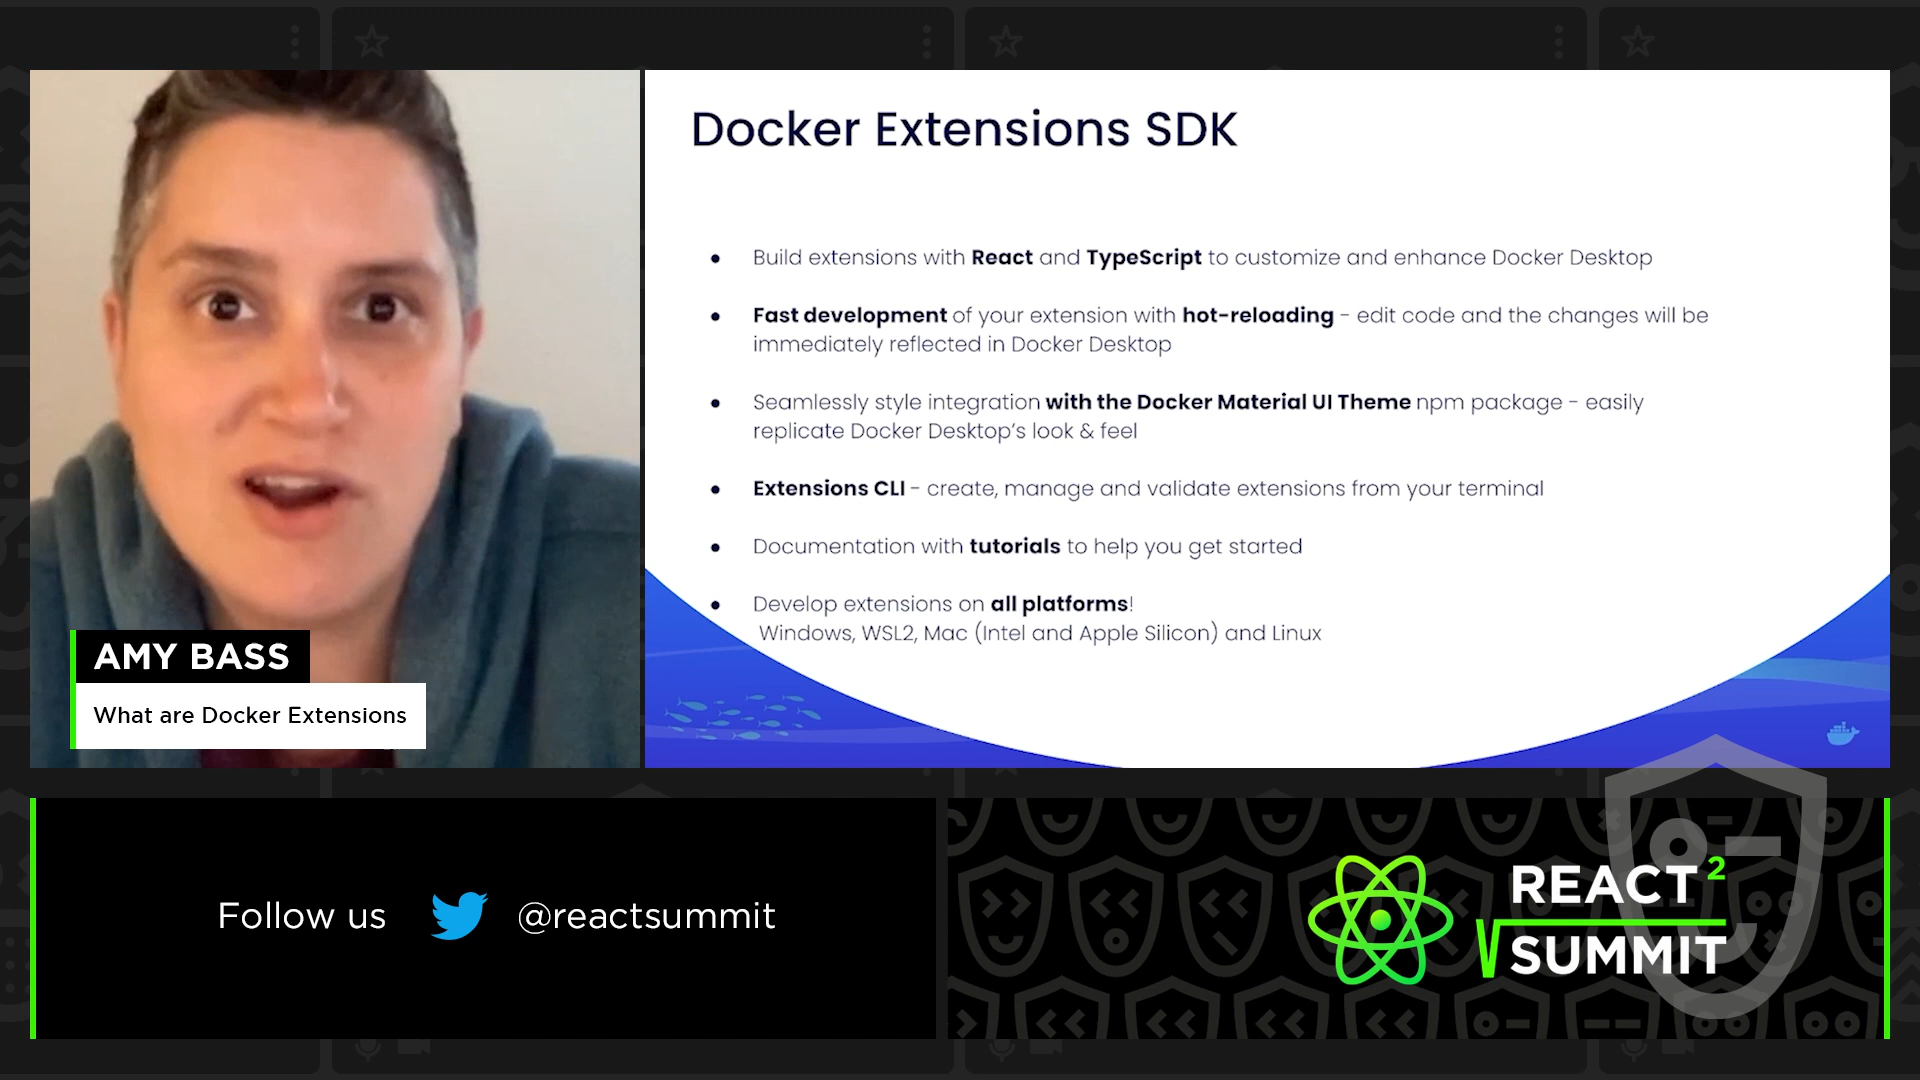 Docker Extensions SDK
● Build extensions with React and TypeScript to customize and enhance Docker Desktop
● Fast development of your extension with hot-reloading - edit code and the changes will be
immediately reflected in Docker Desktop
● Seamlessly style integration with the Docker Material UI Theme npm package - easily
replicate Docker Desktop's look & feel
● Extensions CLI - create, manage and validate extensions from your terminal
● Documentation with tutorials to help you get started
● Develop extensions on all platforms!
Windows, WSL2, Mac (Intel and Apple Silicon) and Linux
AMY BASS
What are Docker Extensions
Follow us @reactsummit
REACT 2
SUMMIT